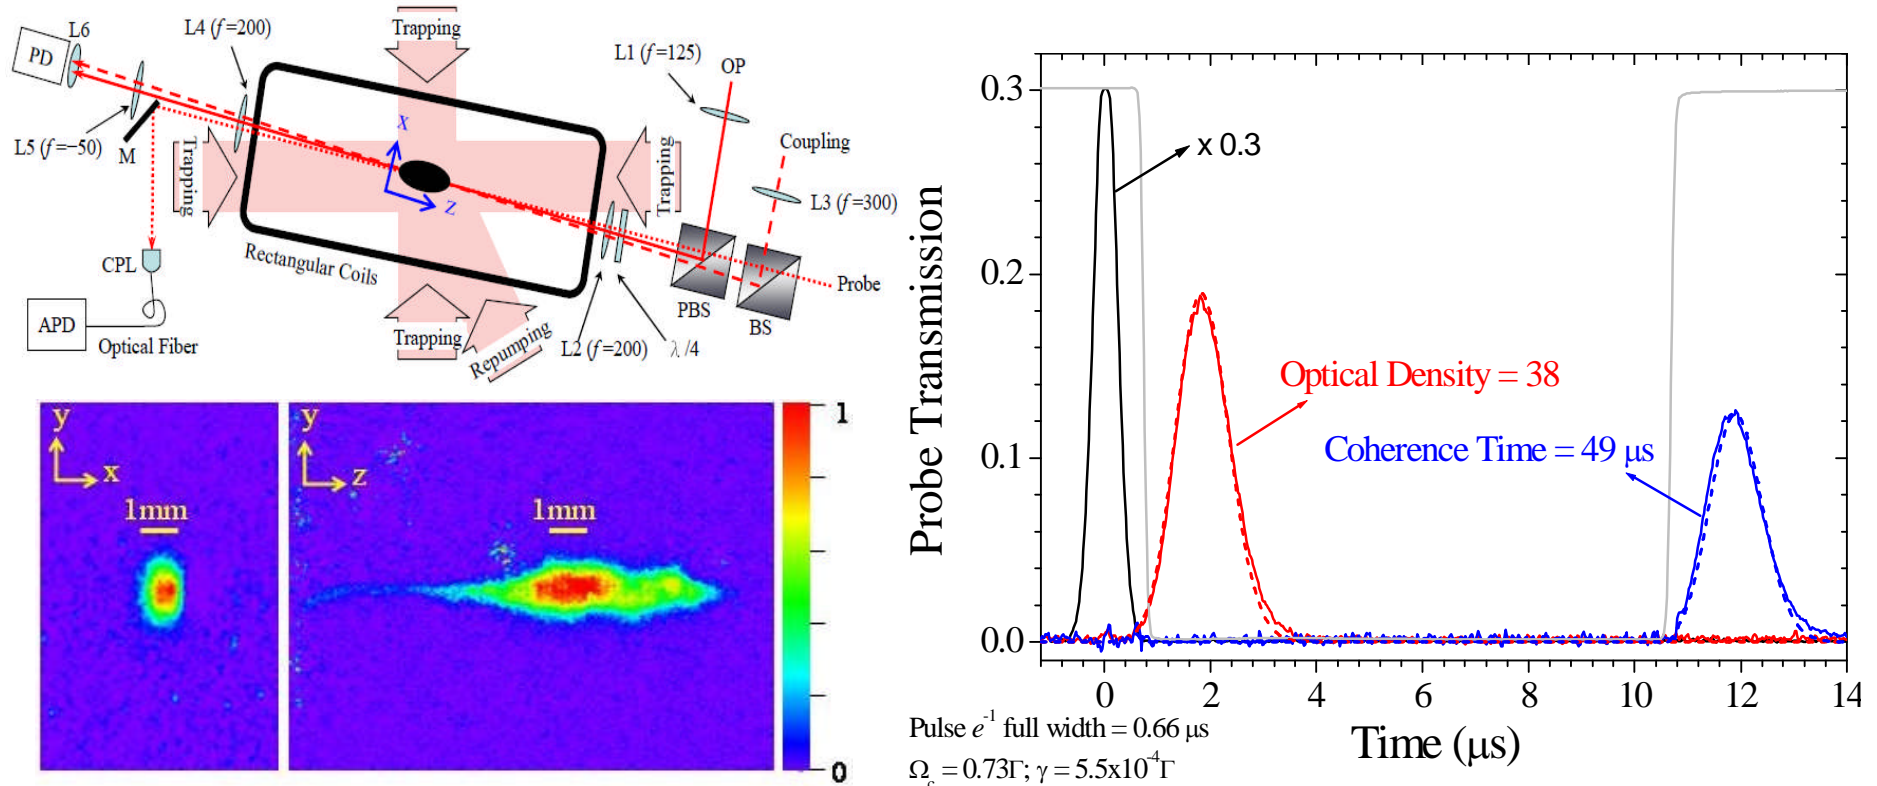 L6
PD
L4 (f=200)
Trapping
L1 (f=125)
OP
L5 (f=−50)
M
Trapping
X
Z
Trapping
Coupling
L3 (f=300)
Rectangular Coils
CPL
APD
Optical Fiber
Trapping
Repumping
L2 (f=200)
λ/4
PBS
BS
Probe
y
x
1mm
y
z
1mm
1
0
Probe Transmission
0.3
0.2
0.1
0.0
x 0.3
Optical Density = 38
Coherence Time = 49 μs
0 2 4 6 8 10 12 14
Time (μs)
Pulse e⁻¹ full width = 0.66 μs
Ω_c = 0.73Γ; γ = 5.5x10⁻⁴Γ